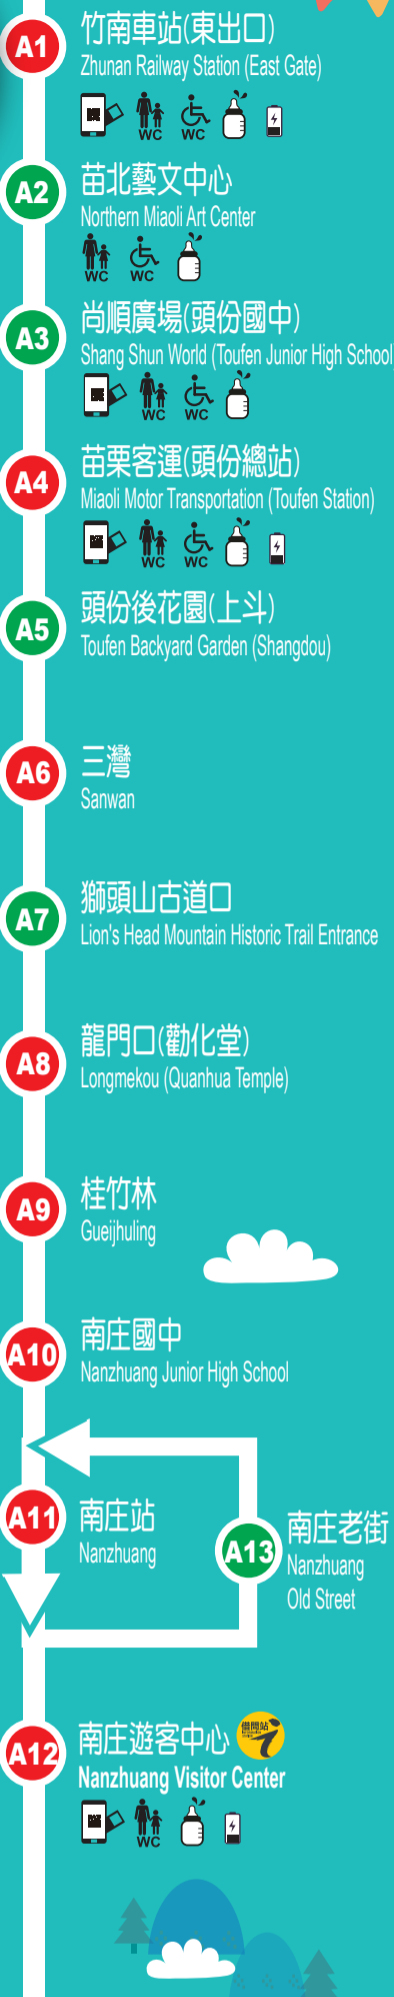 A1
竹南車站(東出口)
Zhunan Railway Station (East Gate)
WC WC
A2
苗北藝文中心
Northern Miaoli Art Center
WC WC
A3
尚順廣場(頭份國中)
Shang Shun World (Toufen Junior High School
WC WC
A4
苗栗客運(頭份總站)
Miaoli Motor Transportation (Toufen Station)
WC WC
A5
頭份後花園(上斗)
Toufen Backyard Garden (Shangdou)
A6
三灣
Sanwan
A7
獅頭山古道口
Lion's Head Mountain Historic Trail Entrance
A8
龍門口(勸化堂)
Longmekou (Quanhua Temple)
A9
桂竹林
Gueijhuling
A10
南庄國中
Nanzhuang Junior High School
A11
南庄站
Nanzhuang
A13
南庄老街
Nanzhuang
Old Street
A12
南庄遊客中心
借問站
Nanzhuang Visitor Center
WC